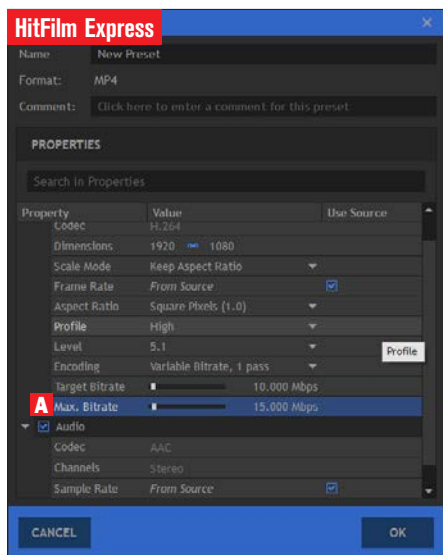 HitFilm Express
Name New Preset
Format: MP4
Comment: Click here to enter a comment for this preset
PROPERTIES
Search in Properties
Property Value Use Source
Codec H.264
Dimensions 1920 1080
Scale Mode Keep Aspect Ratio
Frame Rate From Source
Aspect Ratio Square Pixels (1.0)
Profile High
Level 5.1
Profile
Encoding Variable Bitrate, 1 pass
Target Bitrate 10.000 Mbps
A Max. Bitrate 15.000 Mbps
Audio
Codec AAC
Channels Stereo
Sample Rate From Source
CANCEL OK